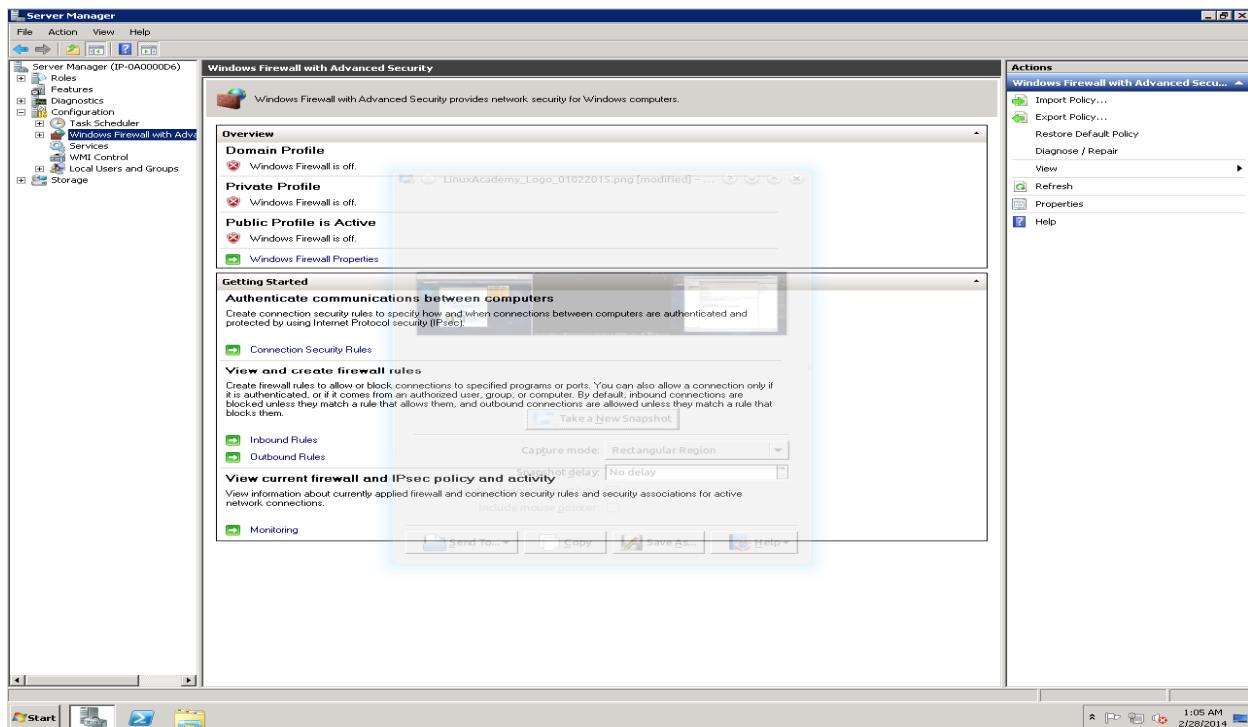 Server Manager
File Action View Help
Server Manager (IP-0A0000D6)
Roles
Features
Diagnostics
Configuration
Task Scheduler
Windows Firewall with Adva
Services
WMI Control
Local Users and Groups
Storage
Windows Firewall with Advanced Security
Windows Firewall with Advanced Security provides network security for Windows computers.
Overview
Domain Profile
Windows Firewall is off.
Private Profile
Windows Firewall is off.
Public Profile is Active
Windows Firewall is off.
Windows Firewall Properties
Getting Started
Authenticate communications between computers
Create connection security rules to specify how and when connections between computers are authenticated and
protected by using Internet Protocol security (IPsec).
Connection Security Rules
View and create firewall rules
Create firewall rules to allow or block connections to specified programs or ports. You can also allow a connection only if
it is authenticated, or if it comes from an authorized user, group, or computer. By default, inbound connections are
blocked unless they match a rule that allows them, and outbound connections are allowed unless they match a rule that
blocks them.
Inbound Rules
Outbound Rules
View current firewall and IPsec policy and activity
View information about currently applied firewall and connection security rules and security associations for active
network connections.
Monitoring
LinuxAcademy_Logo_01022015.png [modified] – ...
Take a New Snapshot
Capture mode: Rectangular Region
Snapshot delay: No delay
Include mouse pointer:
Send To...
Copy
Save As...
Help
Actions
Windows Firewall with Advanced Secu...
Import Policy...
Export Policy...
Restore Default Policy
Diagnose / Repair
View
Refresh
Properties
Help
Start
1:05 AM
2/28/2014